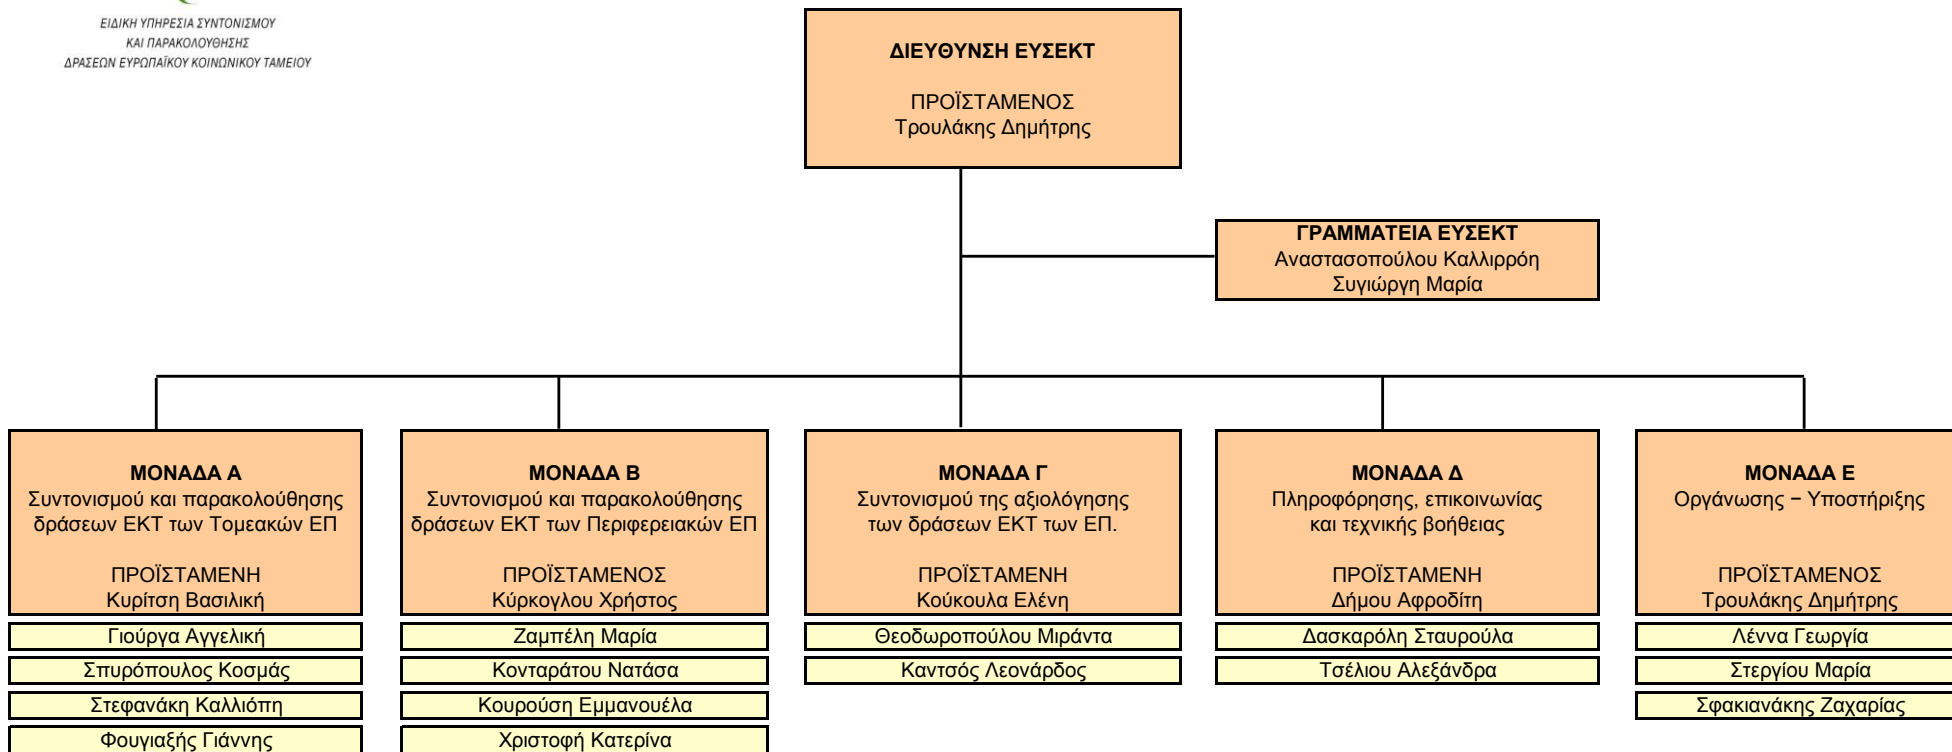 ΕΙΔΙΚΗ ΥΠΗΡΕΣΙΑ ΣΥΝΤΟΝΙΣΜΟΥ
ΚΑΙ ΠΑΡΑΚΟΛΟΥΘΗΣΗΣ
ΔΡΑΣΕΩΝ ΕΥΡΩΠΑΪΚΟΥ ΚΟΙΝΩΝΙΚΟΥ ΤΑΜΕΙΟΥ
ΔΙΕΥΘΥΝΣΗ ΕΥΣΕΚΤ
ΠΡΟΪΣΤΑΜΕΝΟΣ
Τρουλάκης Δημήτρης
ΓΡΑΜΜΑΤΕΙΑ ΕΥΣΕΚΤ
Αναστασοπούλου Καλλιρρόη
Συγιώργη Μαρία
ΜΟΝΑΔΑ Α
Συντονισμού και παρακολούθησης
δράσεων ΕΚΤ των Τομεακών ΕΠ
ΠΡΟΪΣΤΑΜΕΝΗ
Κυρίτση Βασιλική
Γιούργα Αγγελική
Σπυρόπουλος Κοσμάς
Στεφανάκη Καλλιόπη
Φουγιαξής Γιάννης
ΜΟΝΑΔΑ Β
Συντονισμού και παρακολούθησης
δράσεων ΕΚΤ των Περιφερειακών ΕΠ
ΠΡΟΪΣΤΑΜΕΝΟΣ
Κύρκογλου Χρήστος
Ζαμπέλη Μαρία
Κονταράτου Νατάσα
Κουρούση Εμμανουέλα
Χριστοφή Κατερίνα
ΜΟΝΑΔΑ Γ
Συντονισμού της αξιολόγησης
των δράσεων ΕΚΤ των ΕΠ.
ΠΡΟΪΣΤΑΜΕΝΗ
Κούκουλα Ελένη
Θεοδωροπούλου Μιράντα
Καντσός Λεονάρδος
ΜΟΝΑΔΑ Δ
Πληροφόρησης, επικοινωνίας
και τεχνικής βοήθειας
ΠΡΟΪΣΤΑΜΕΝΗ
Δήμου Αφροδίτη
Δασκαρόλη Σταυρούλα
Τσέλιου Αλεξάνδρα
ΜΟΝΑΔΑ Ε
Οργάνωσης – Υποστήριξης
ΠΡΟΪΣΤΑΜΕΝΟΣ
Τρουλάκης Δημήτρης
Λέννα Γεωργία
Στεργίου Μαρία
Σφακιανάκης Ζαχαρίας